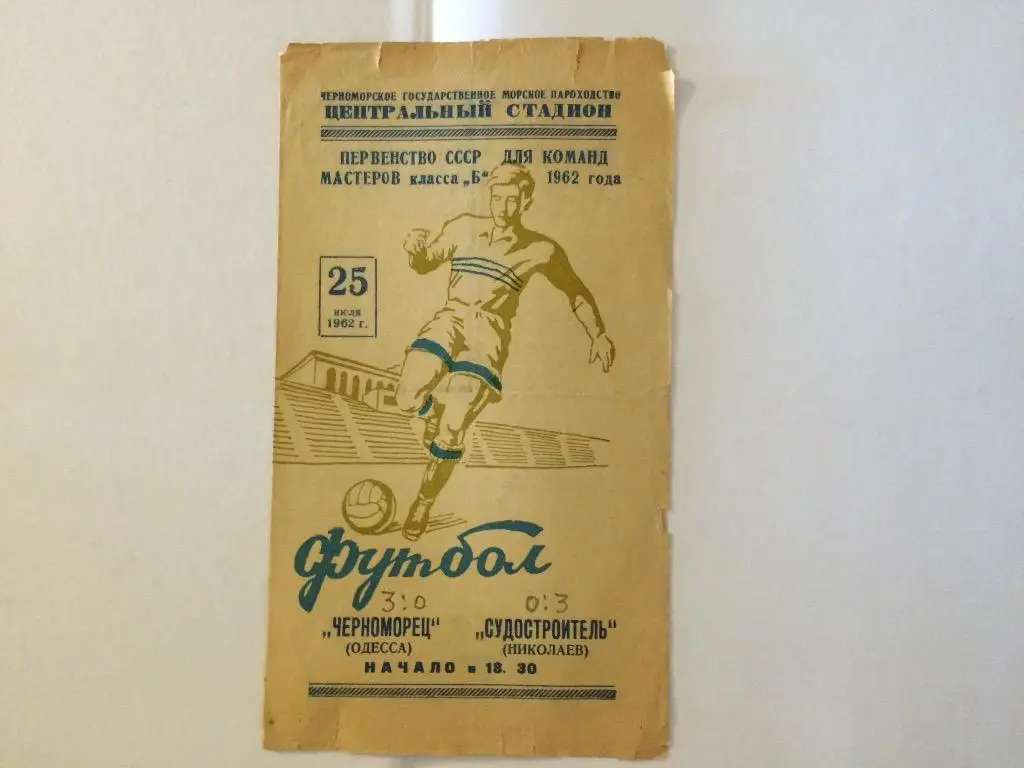 ЧЕРНОМОРСКОЕ ГОСУДАРСТВЕННОЕ МОРСКОЕ ПАРОХОДСТВО
ЦЕНТРАЛЬНЫЙ СТАДИОН
ПЕРВЕНСТВО СССР ДЛЯ КОМАНД
МАСТЕРОВ класса „Б“ 1962 года
25
июля
1962 г.
Футбол
3:0 0:3
„ЧЕРНОМОРЕЦ" „СУДОСТРОИТЕЛЬ"
(ОДЕССА) (НИКОЛАЕВ)
НАЧАЛО в 18. 30